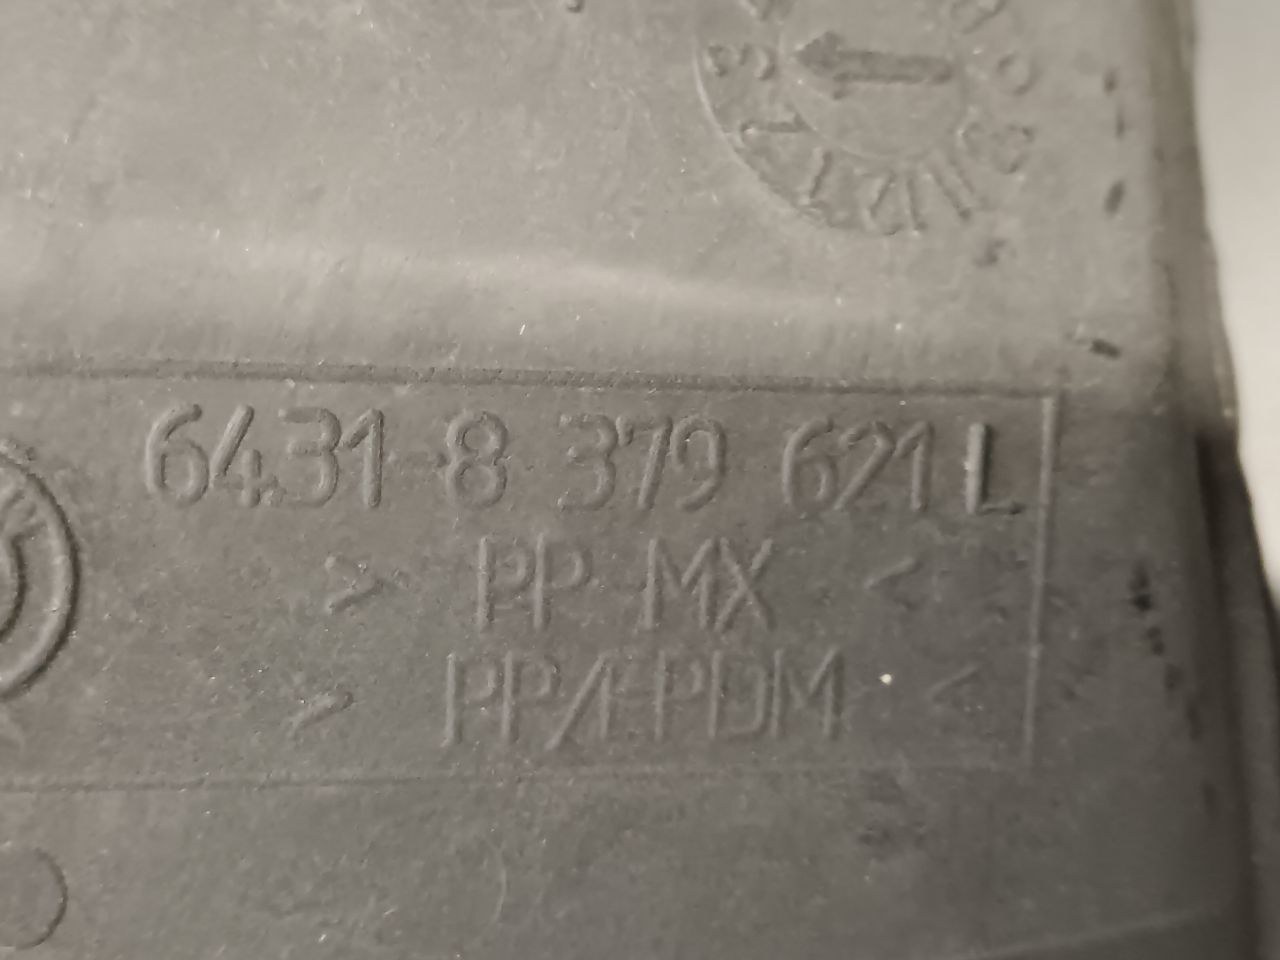 6431 8 379 621 L
> PP-MX <
> PP/EPDM <